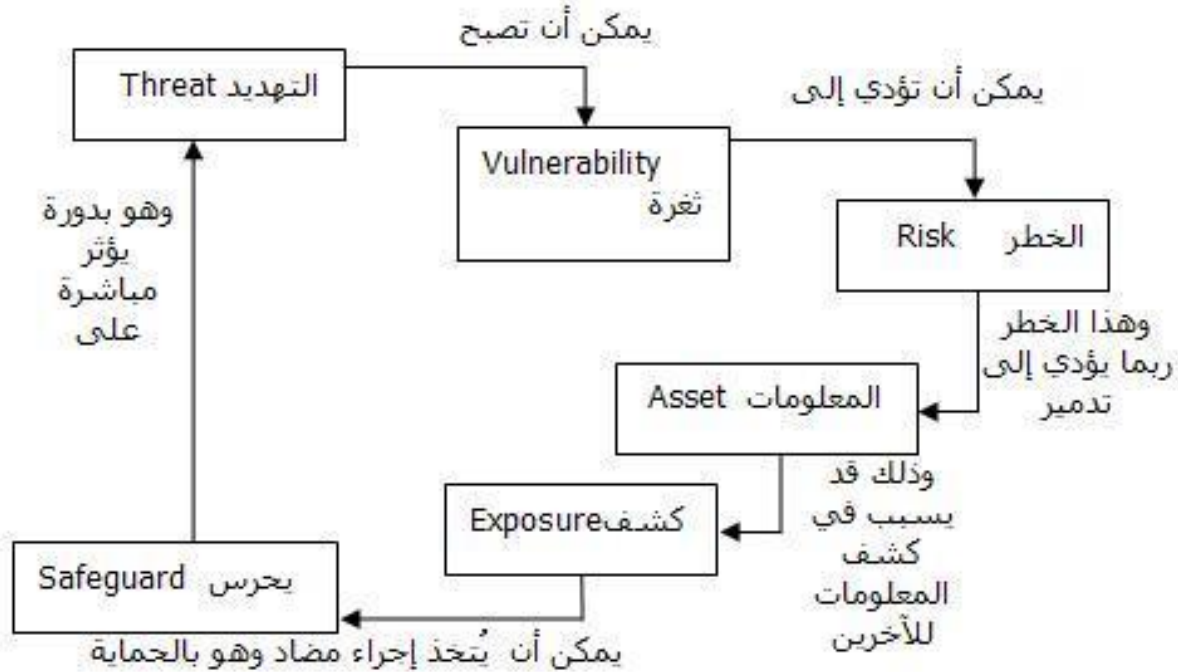 يمكن أن تصبح
التهديد Threat
يمكن أن تؤدي إلى
Vulnerability
ثغرة
الخطر Risk
وهذا الخطر
ربما يؤدي إلى
تدمير
المعلومات Asset
وذلك قد
يسبب في
كشف
المعلومات
للآخرين
كشف Exposure
يمكن أن يُتخذ إجراء مضاد وهو بالحماية
يحرس Safeguard
وهو بدورة
يؤثر
مباشرة
على